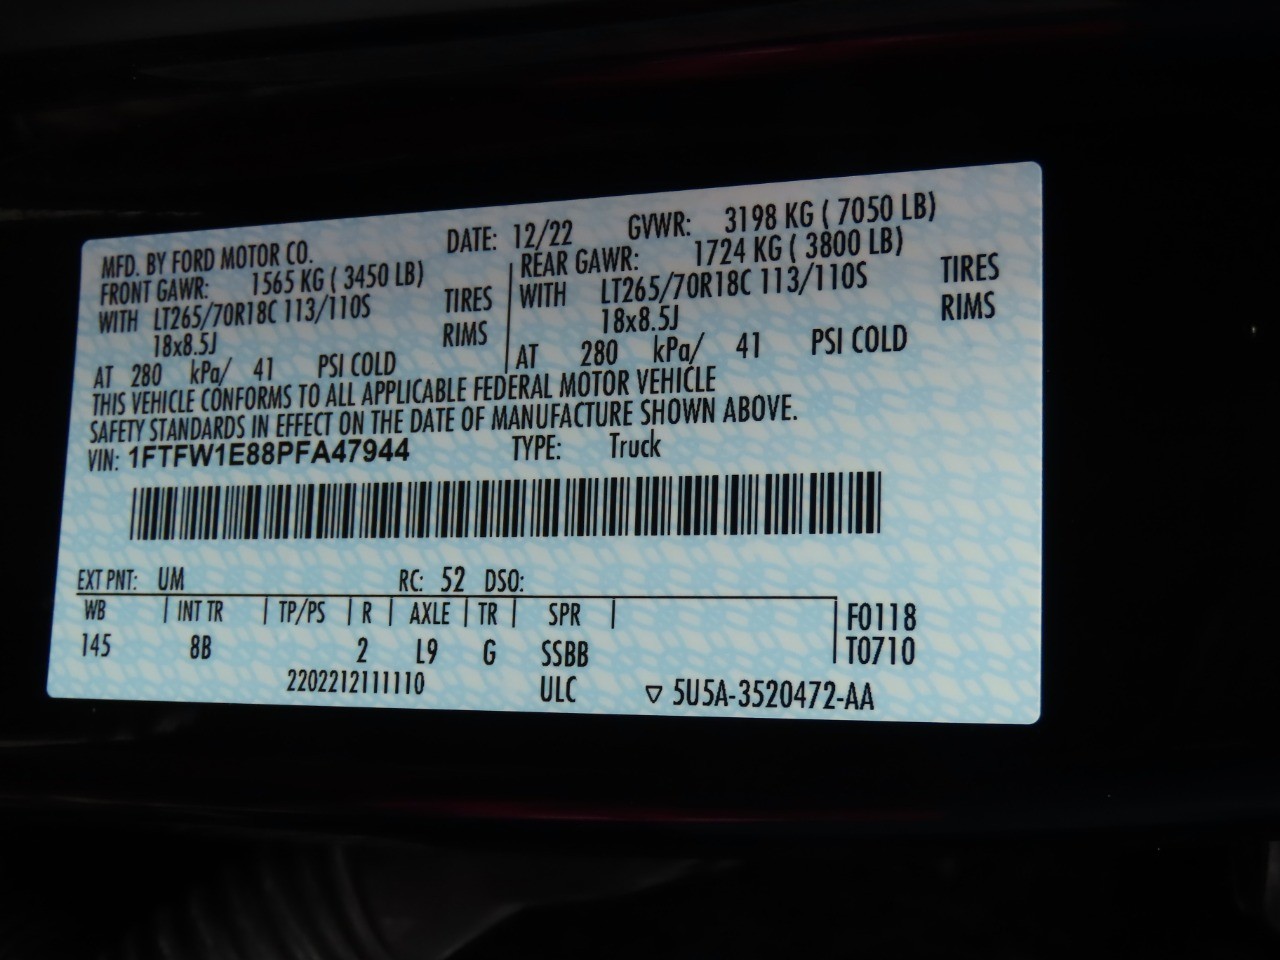 MFD. BY FORD MOTOR CO. DATE: 12/22 GVWR: 3198 KG ( 7050 LB)
FRONT GAWR: 1565 KG ( 3450 LB) REAR GAWR: 1724 KG ( 3800 LB)
WITH LT265/70R18C 113/110S TIRES WITH LT265/70R18C 113/110S TIRES
18x8.5J RIMS 18x8.5J RIMS
AT 280 kPa/ 41 PSI COLD AT 280 kPa/ 41 PSI COLD
THIS VEHICLE CONFORMS TO ALL APPLICABLE FEDERAL MOTOR VEHICLE
SAFETY STANDARDS IN EFFECT ON THE DATE OF MANUFACTURE SHOWN ABOVE.
VIN: 1FTFW1E88PFA47944 TYPE: Truck
EXT PNT: UM RC: 52 DSO:
WB INT TR TP/PS R AXLE TR SPR F0118
145 8B 2 L9 G SSBB T0710
2202212111110 ULC ▽ 5U5A-3520472-AA